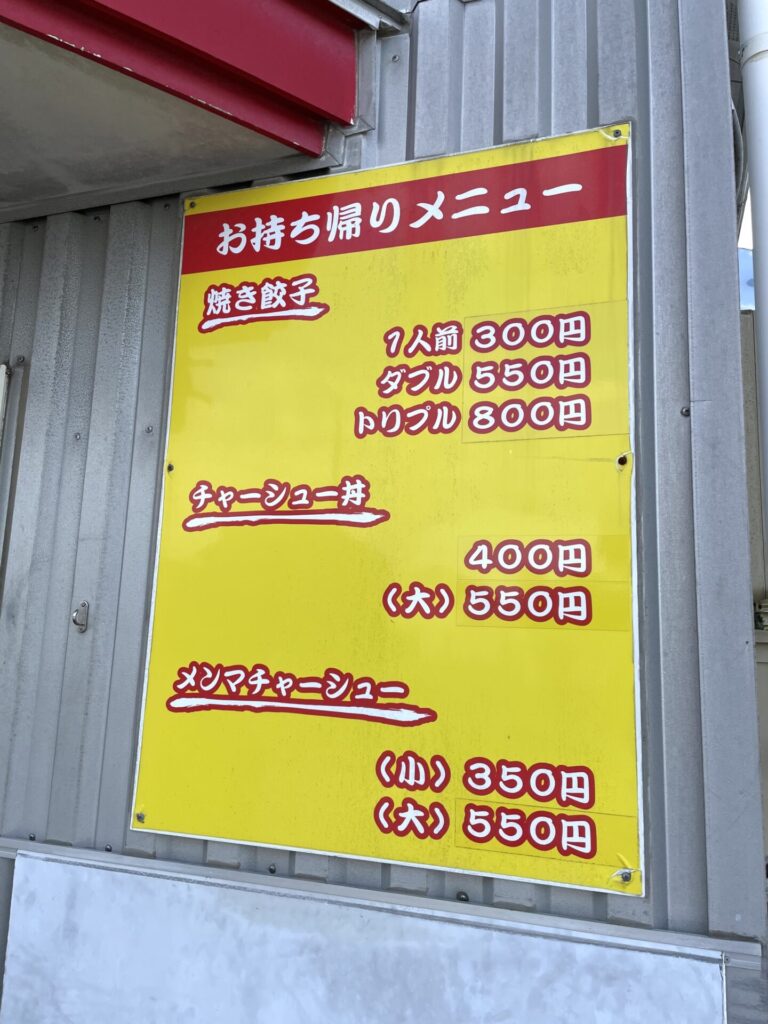 お持ち帰りメニュー
焼き餃子
1人前 300円
ダブル 550円
トリプル 800円
チャーシュー丼
400円
(大) 550円
メンマチャーシュー
(小) 350円
(大) 550円